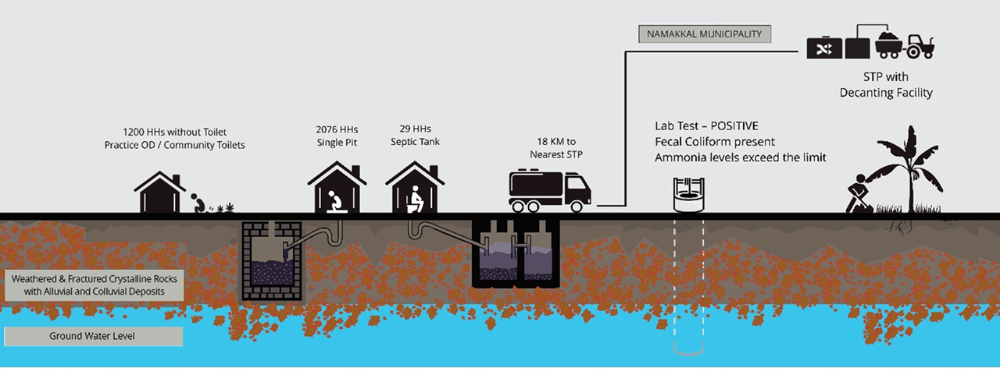 NAMAKKAL MUNICIPALITY
STP with
Decanting Facility
1200 HHs without Toilet
Practice OD / Community Toilets
2076 HHs
Single Pit
29 HHs
Septic Tank
18 KM to
Nearest STP
Lab Test – POSITIVE
Fecal Coliform present
Ammonia levels exceed the limit
Weathered & Fractured Crystalline Rocks
with Alluvial and Colluvial Deposits
Ground Water Level